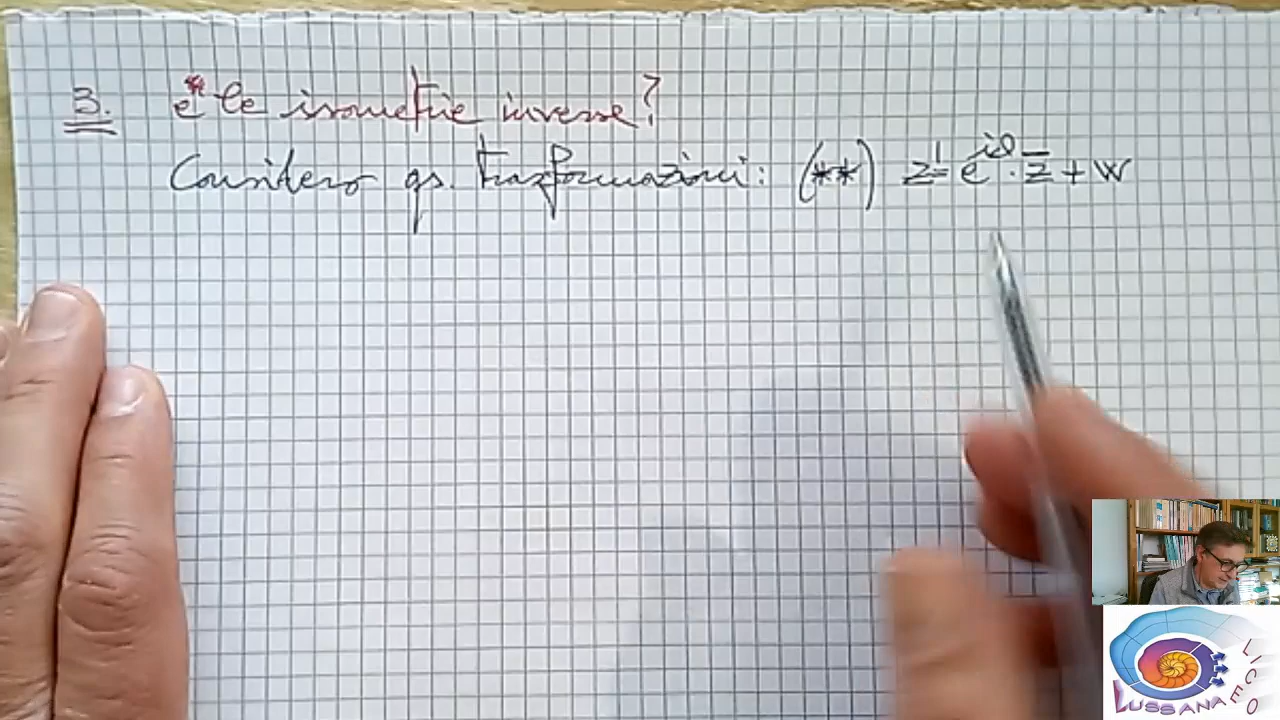 3. e le isometrie inverse?
Considero qs. trasformazioni: (**) z' = e^{iθ} · z̅ + w
LUSSANA
LICEO